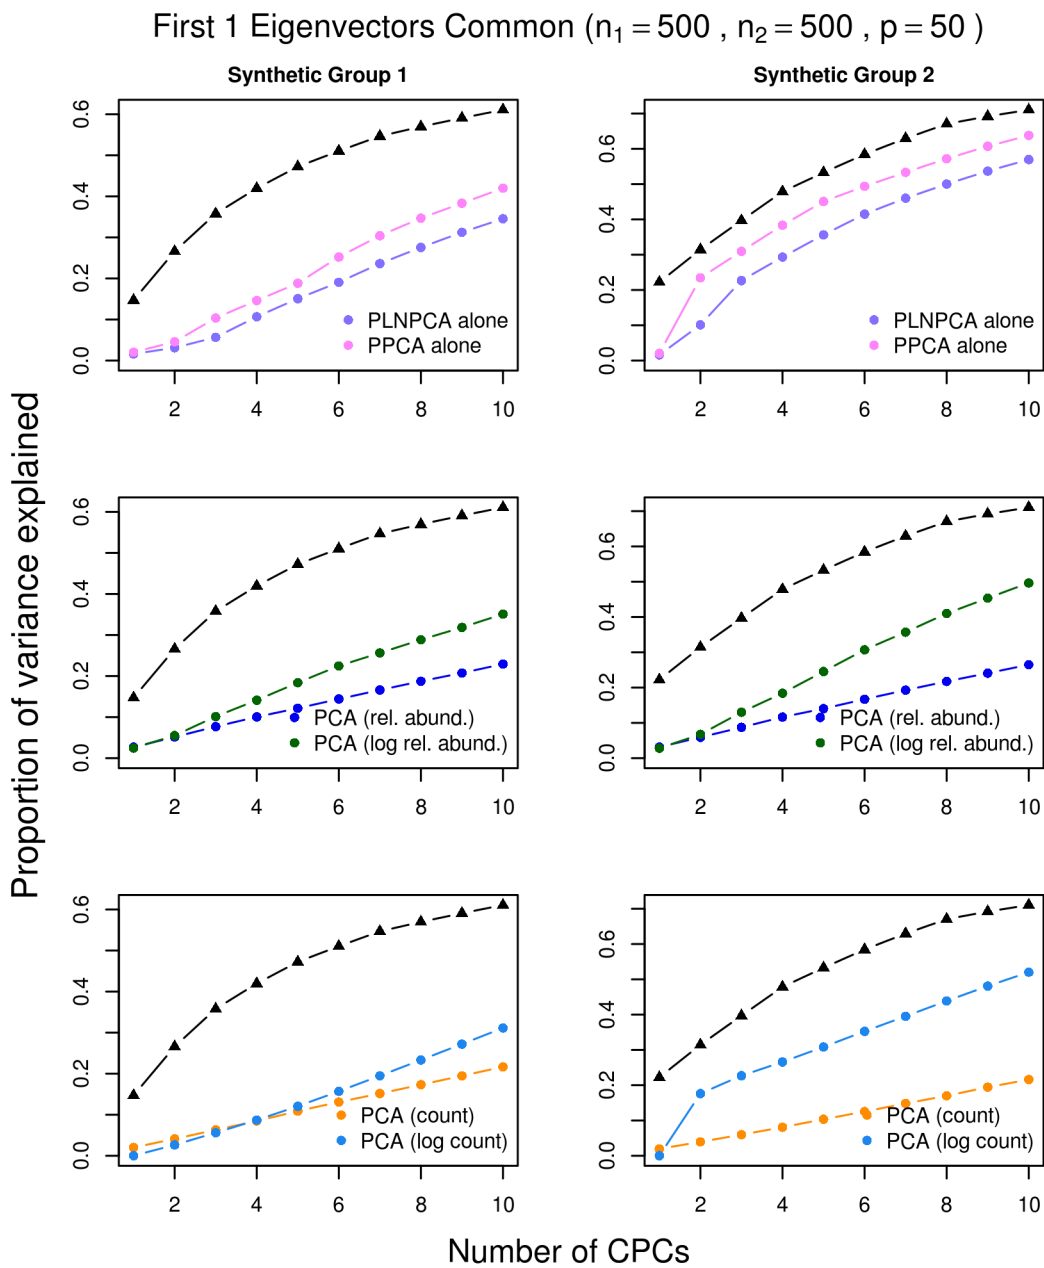 First 1 Eigenvectors Common (n₁ = 500 , n₂ = 500 , p = 50 )
Synthetic Group 1
Synthetic Group 2
Proportion of variance explained
0.0 0.2 0.4 0.6
PLNPCA alone
PPCA alone
2 4 6 8 10
0.0 0.2 0.4 0.6
PLNPCA alone
PPCA alone
2 4 6 8 10
0.0 0.2 0.4 0.6
PCA (rel. abund.)
PCA (log rel. abund.)
2 4 6 8 10
0.0 0.2 0.4 0.6
PCA (rel. abund.)
PCA (log rel. abund.)
2 4 6 8 10
0.0 0.2 0.4 0.6
PCA (count)
PCA (log count)
2 4 6 8 10
0.0 0.2 0.4 0.6
PCA (count)
PCA (log count)
2 4 6 8 10
Number of CPCs